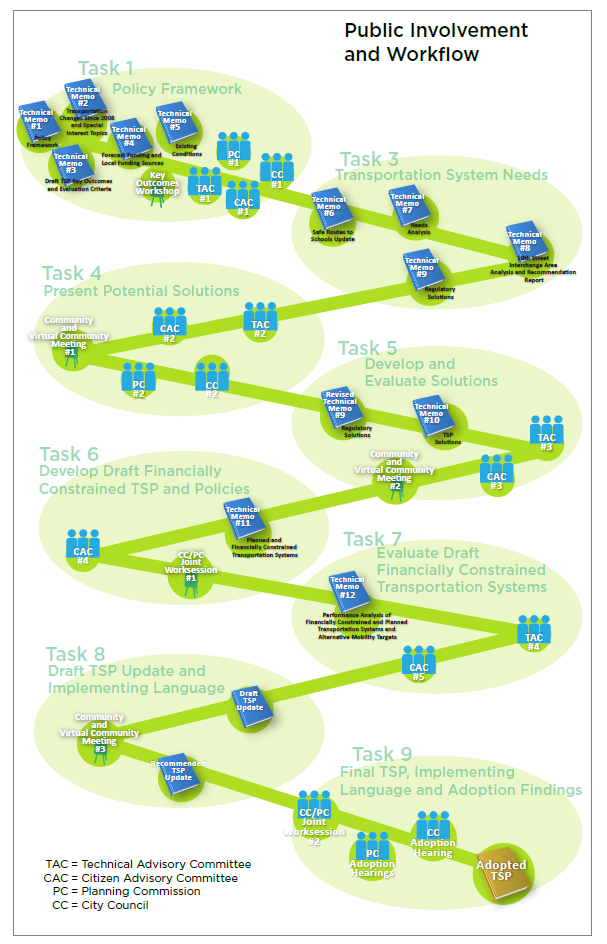 Public Involvement
and Workflow
Task 1
Policy Framework
Technical
Memo
#1
Policy
Framework
Technical
Memo
#2
Transportation
Changes Since 2008
and Special
Interest Topics
Technical
Memo
#3
Draft TSP Key Outcomes
and Evaluation Criteria
Technical
Memo
#4
Forecast Funding and
Local Funding Sources
Technical
Memo
#5
Existing
Conditions
Key
Outcomes
Workshop
PC
#1
TAC
#1
CC
#1
CAC
#1
Task 3
Transportation System Needs
Technical
Memo
#6
Safe Routes to
Schools Update
Technical
Memo
#7
Needs
Analysis
Technical
Memo
#8
10th Street
Interchange Area
Analysis and Recommendation
Report
Technical
Memo
#9
Regulatory
Solutions
Task 4
Present Potential Solutions
TAC
#2
CAC
#2
Community
and
Virtual Community
Meeting
#1
PC
#2
CC
#2
Task 5
Develop and
Evaluate Solutions
Revised
Technical
Memo
#9
Regulatory
Solutions
Technical
Memo
#10
TSP
Solutions
TAC
#3
CAC
#3
Community
and
Virtual Community
Meeting
#2
Task 6
Develop Draft Financially
Constrained TSP and Policies
Technical
Memo
#11
Planned and
Financially Constrained
Transportation Systems
CAC
#4
CC/PC
Joint
Worksession
#1
Task 7
Evaluate Draft
Financially Constrained
Transportation Systems
Technical
Memo
#12
Performance Analysis of
Financially Constrained and Planned
Transportation Systems and
Alternative Mobility Targets
TAC
#4
CAC
#5
Task 8
Draft TSP Update and
Implementing Language
Draft
TSP
Update
Community
and
Virtual Community
Meeting
#3
Recommended
TSP
Update
Task 9
Final TSP, Implementing
Language and Adoption Findings
CC/PC
Joint
Worksession
#2
PC
Adoption
Hearings
CC
Adoption
Hearing
Adopted
TSP
TAC = Technical Advisory Committee
CAC = Citizen Advisory Committee
PC = Planning Commission
CC = City Council